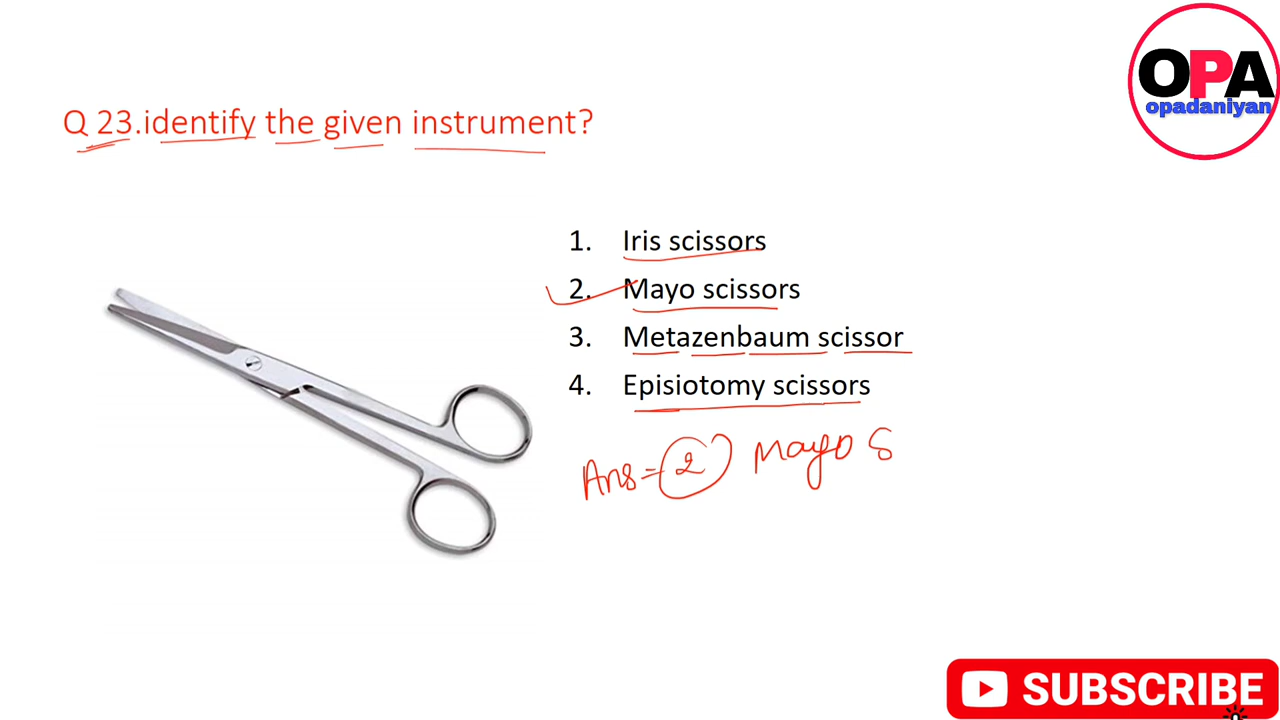 OPA
opadaniyan
Q 23.identify the given instrument?
1. Iris scissors
2. Mayo scissors
3. Metazenbaum scissor
4. Episiotomy scissors
Ans = 2) Mayo S
SUBSCRIBE